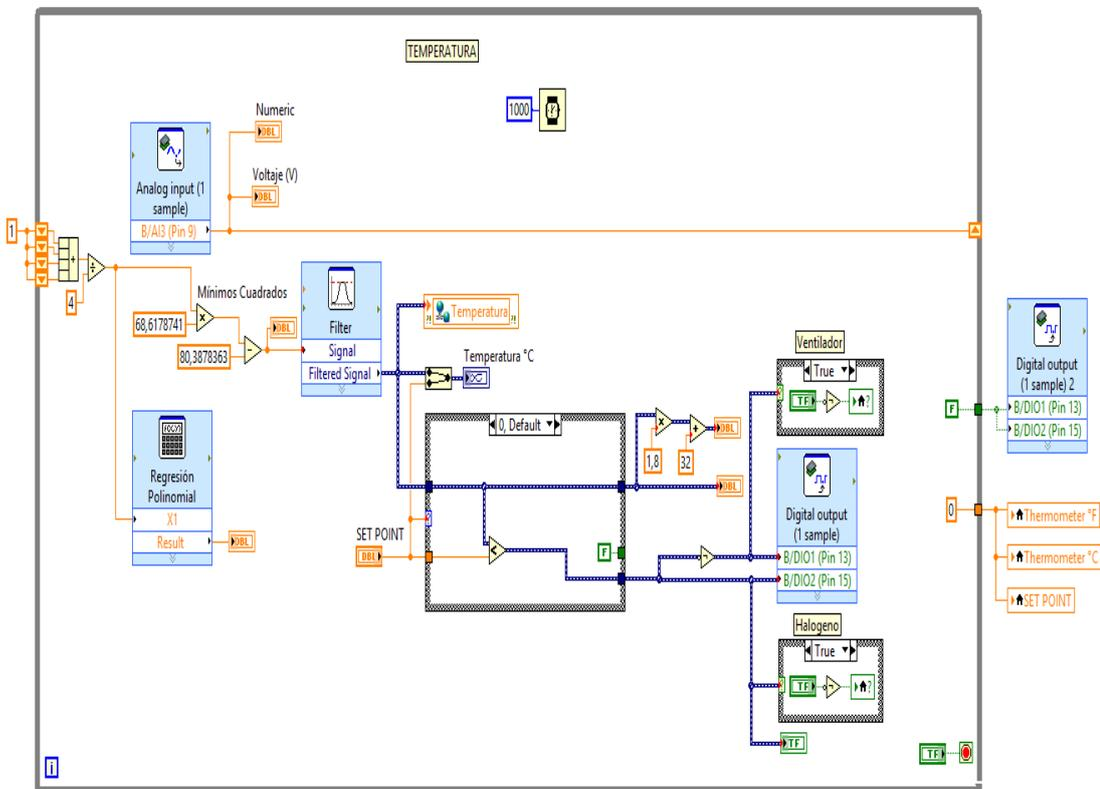 TEMPERATURA
1000
Numeric
DBL
Voltaje (V)
DBL
Analog input (1
sample)
B/AI3 (Pin 9)
1
4
Mínimos Cuadrados
68,6178741
80,3878363
DBL
Filter
Signal
Filtered Signal
Temperatura
Temperatura °C
Regresión
Polinomial
X1
Result
DBL
SET POINT
DBL
0, Default
F
1,8
32
DBL
DBL
Ventilador
True
TF
?
Digital output
(1 sample)
B/DIO1 (Pin 13)
B/DIO2 (Pin 15)
Halogeno
True
TF
?
TF
TF
i
F
Digital output
(1 sample) 2
B/DIO1 (Pin 13)
B/DIO2 (Pin 15)
0
Thermometer °F
Thermometer °C
SET POINT